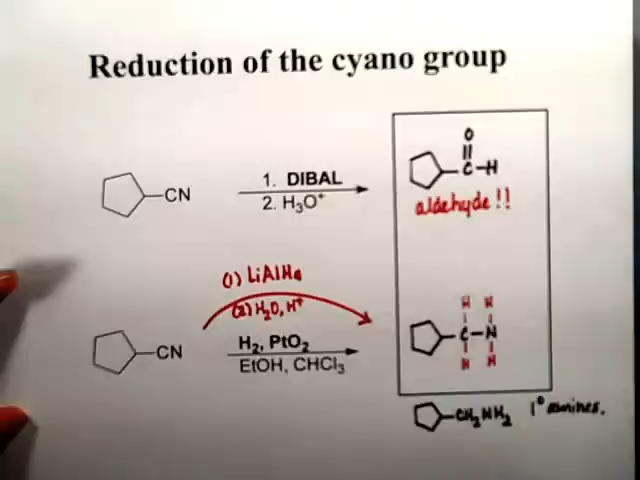 Reduction of the cyano group
O
CN 1. DIBAL C-H
2. H₃O⁺
aldehyde !!
(1) LiAlH₄
(2) H₂O, H⁺
H H
CN H₂, PtO₂ C-N
EtOH, CHCl₃
H H
CH₂NH₂ 1° amines.